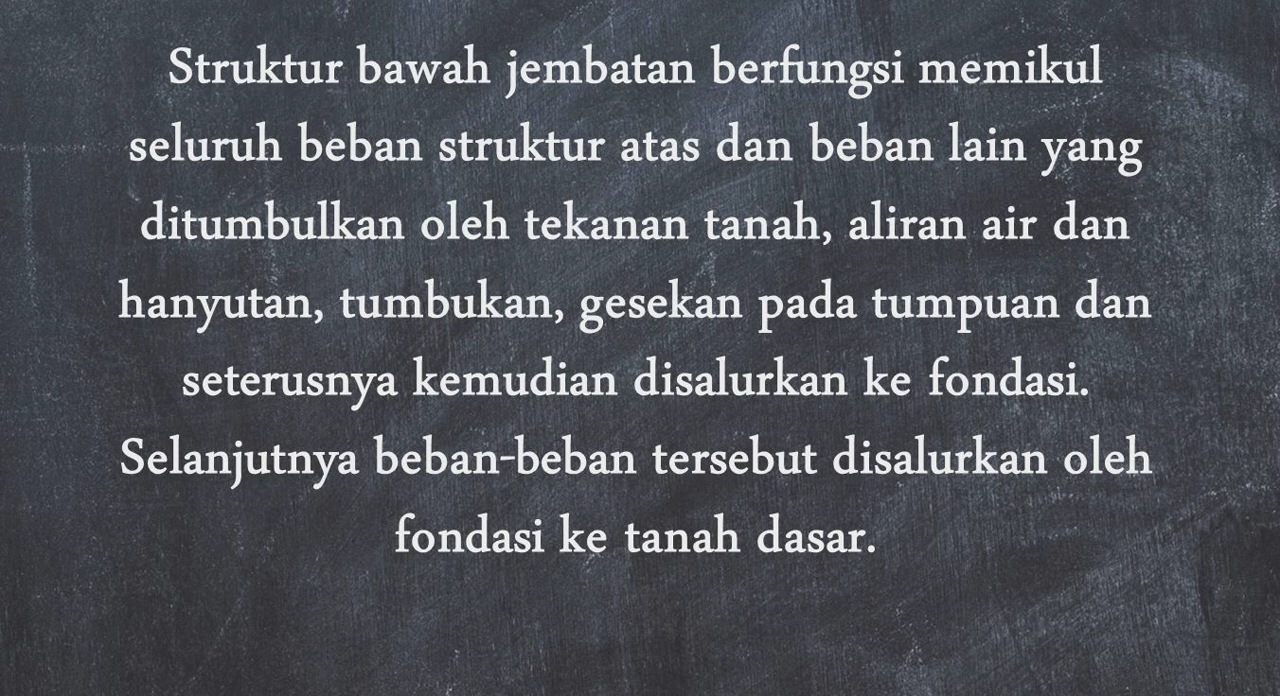 Struktur bawah jembatan berfungsi memikul
seluruh beban struktur atas dan beban lain yang
ditumbulkan oleh tekanan tanah, aliran air dan
hanyutan, tumbukan, gesekan pada tumpuan dan
seterusnya kemudian disalurkan ke fondasi.
Selanjutnya beban-beban tersebut disalurkan oleh
fondasi ke tanah dasar.